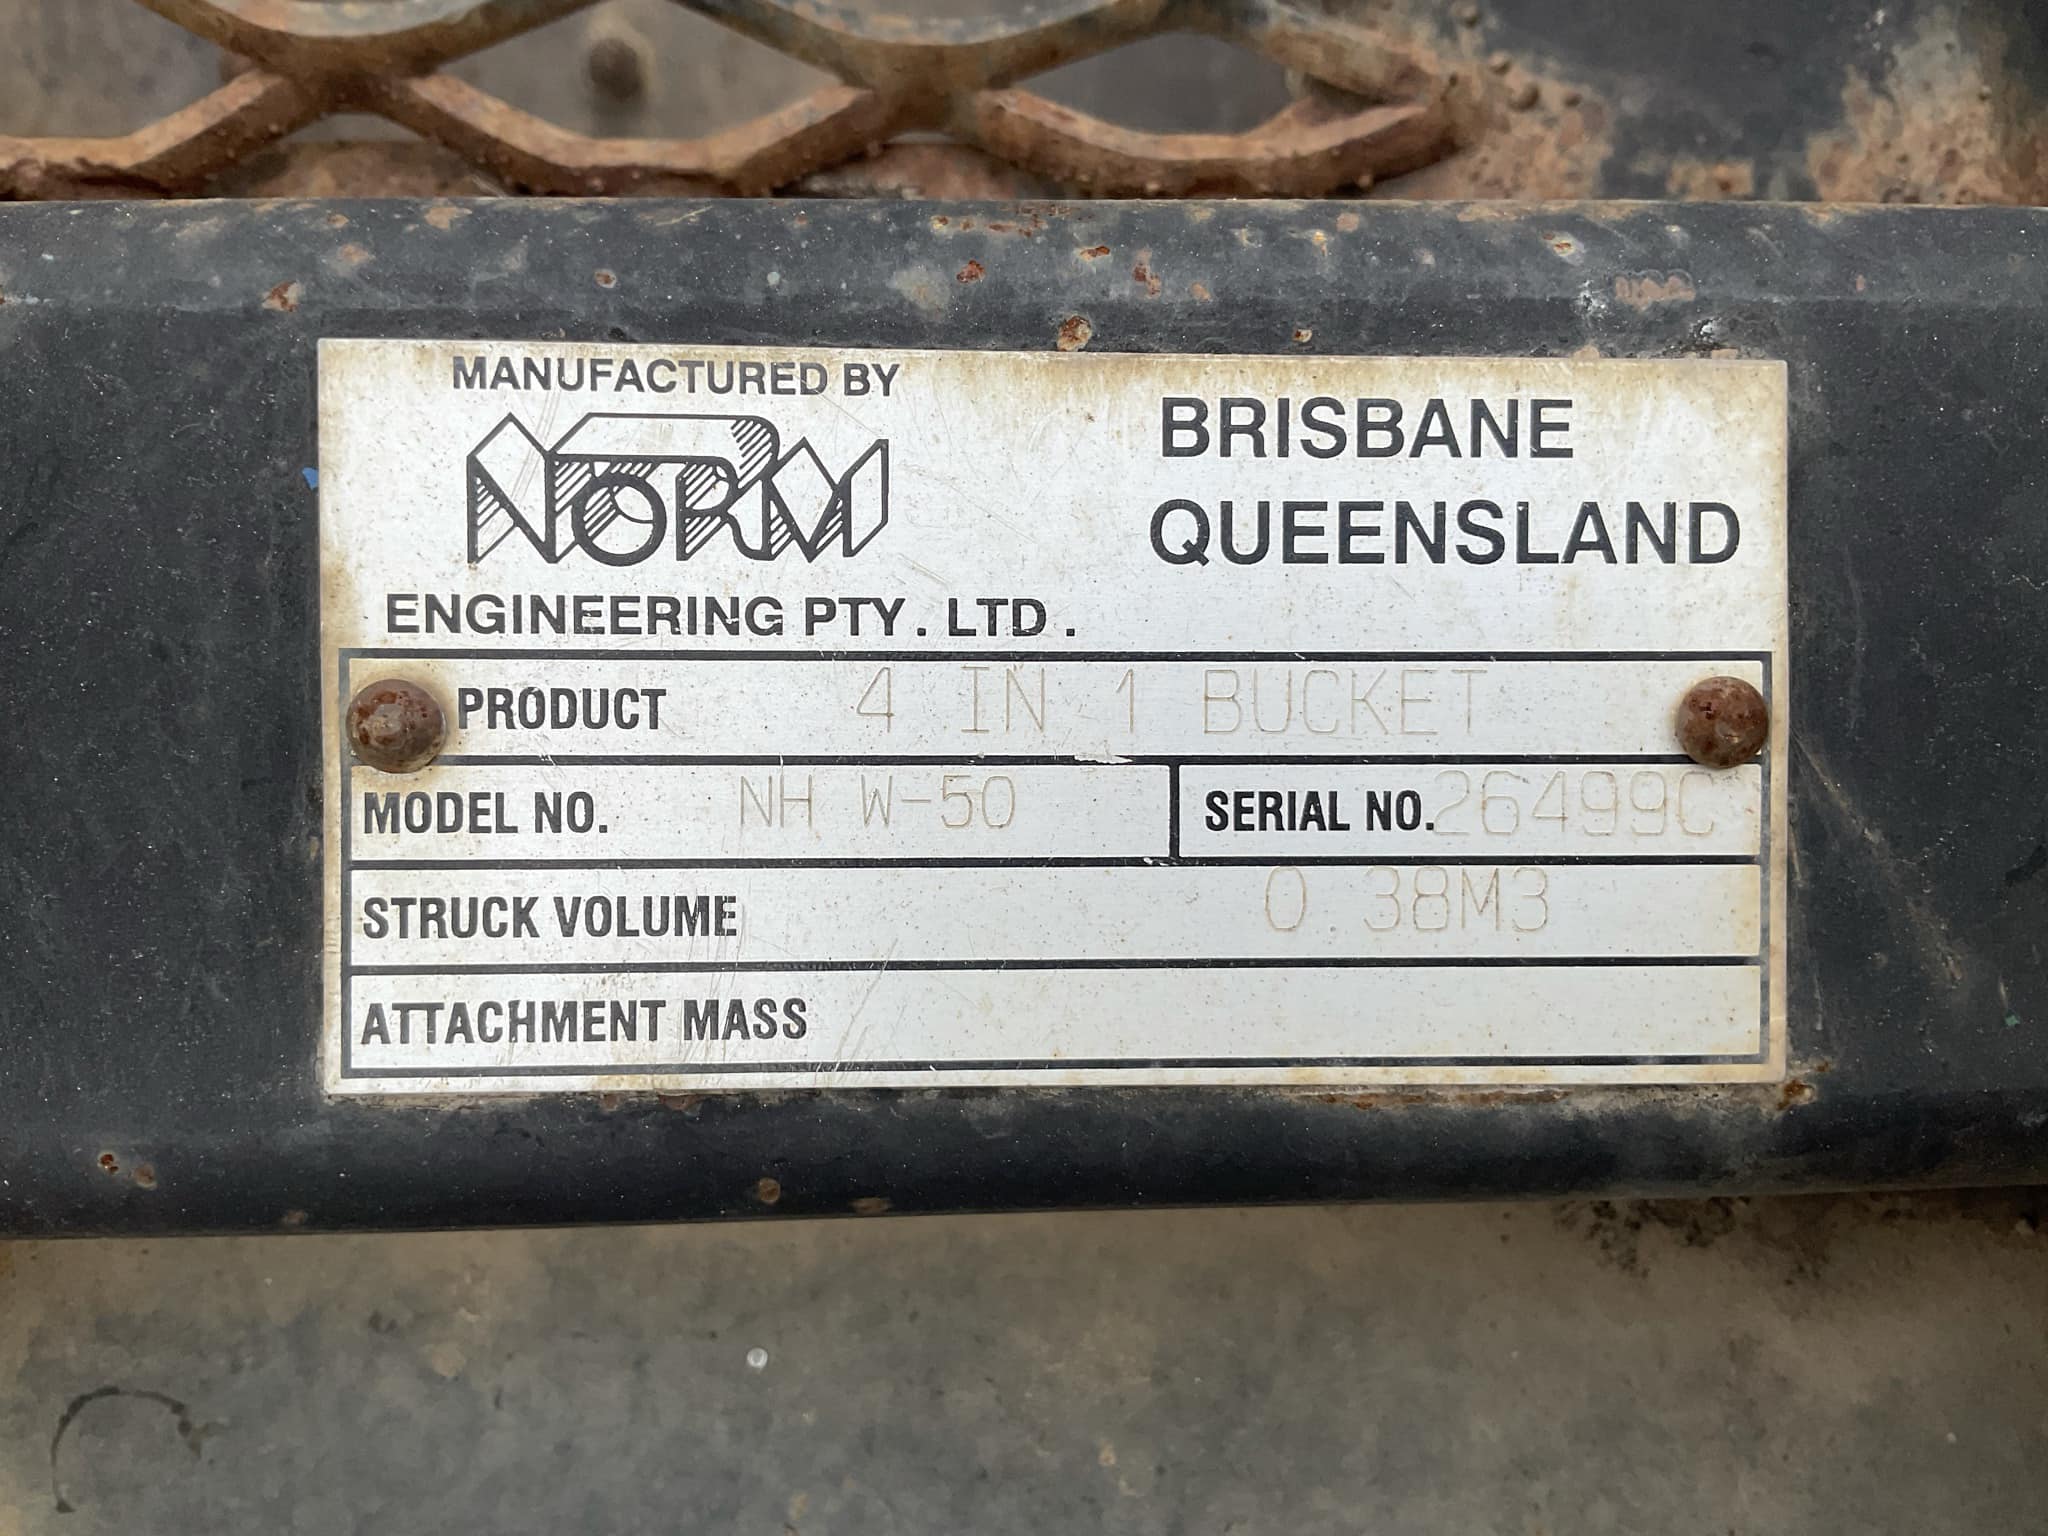 MANUFACTURED BY
NORM
ENGINEERING PTY. LTD.
BRISBANE
QUEENSLAND
PRODUCT 4 IN 1 BUCKET
MODEL NO. NH W-50 SERIAL NO. 26499C
STRUCK VOLUME 0.38M3
ATTACHMENT MASS